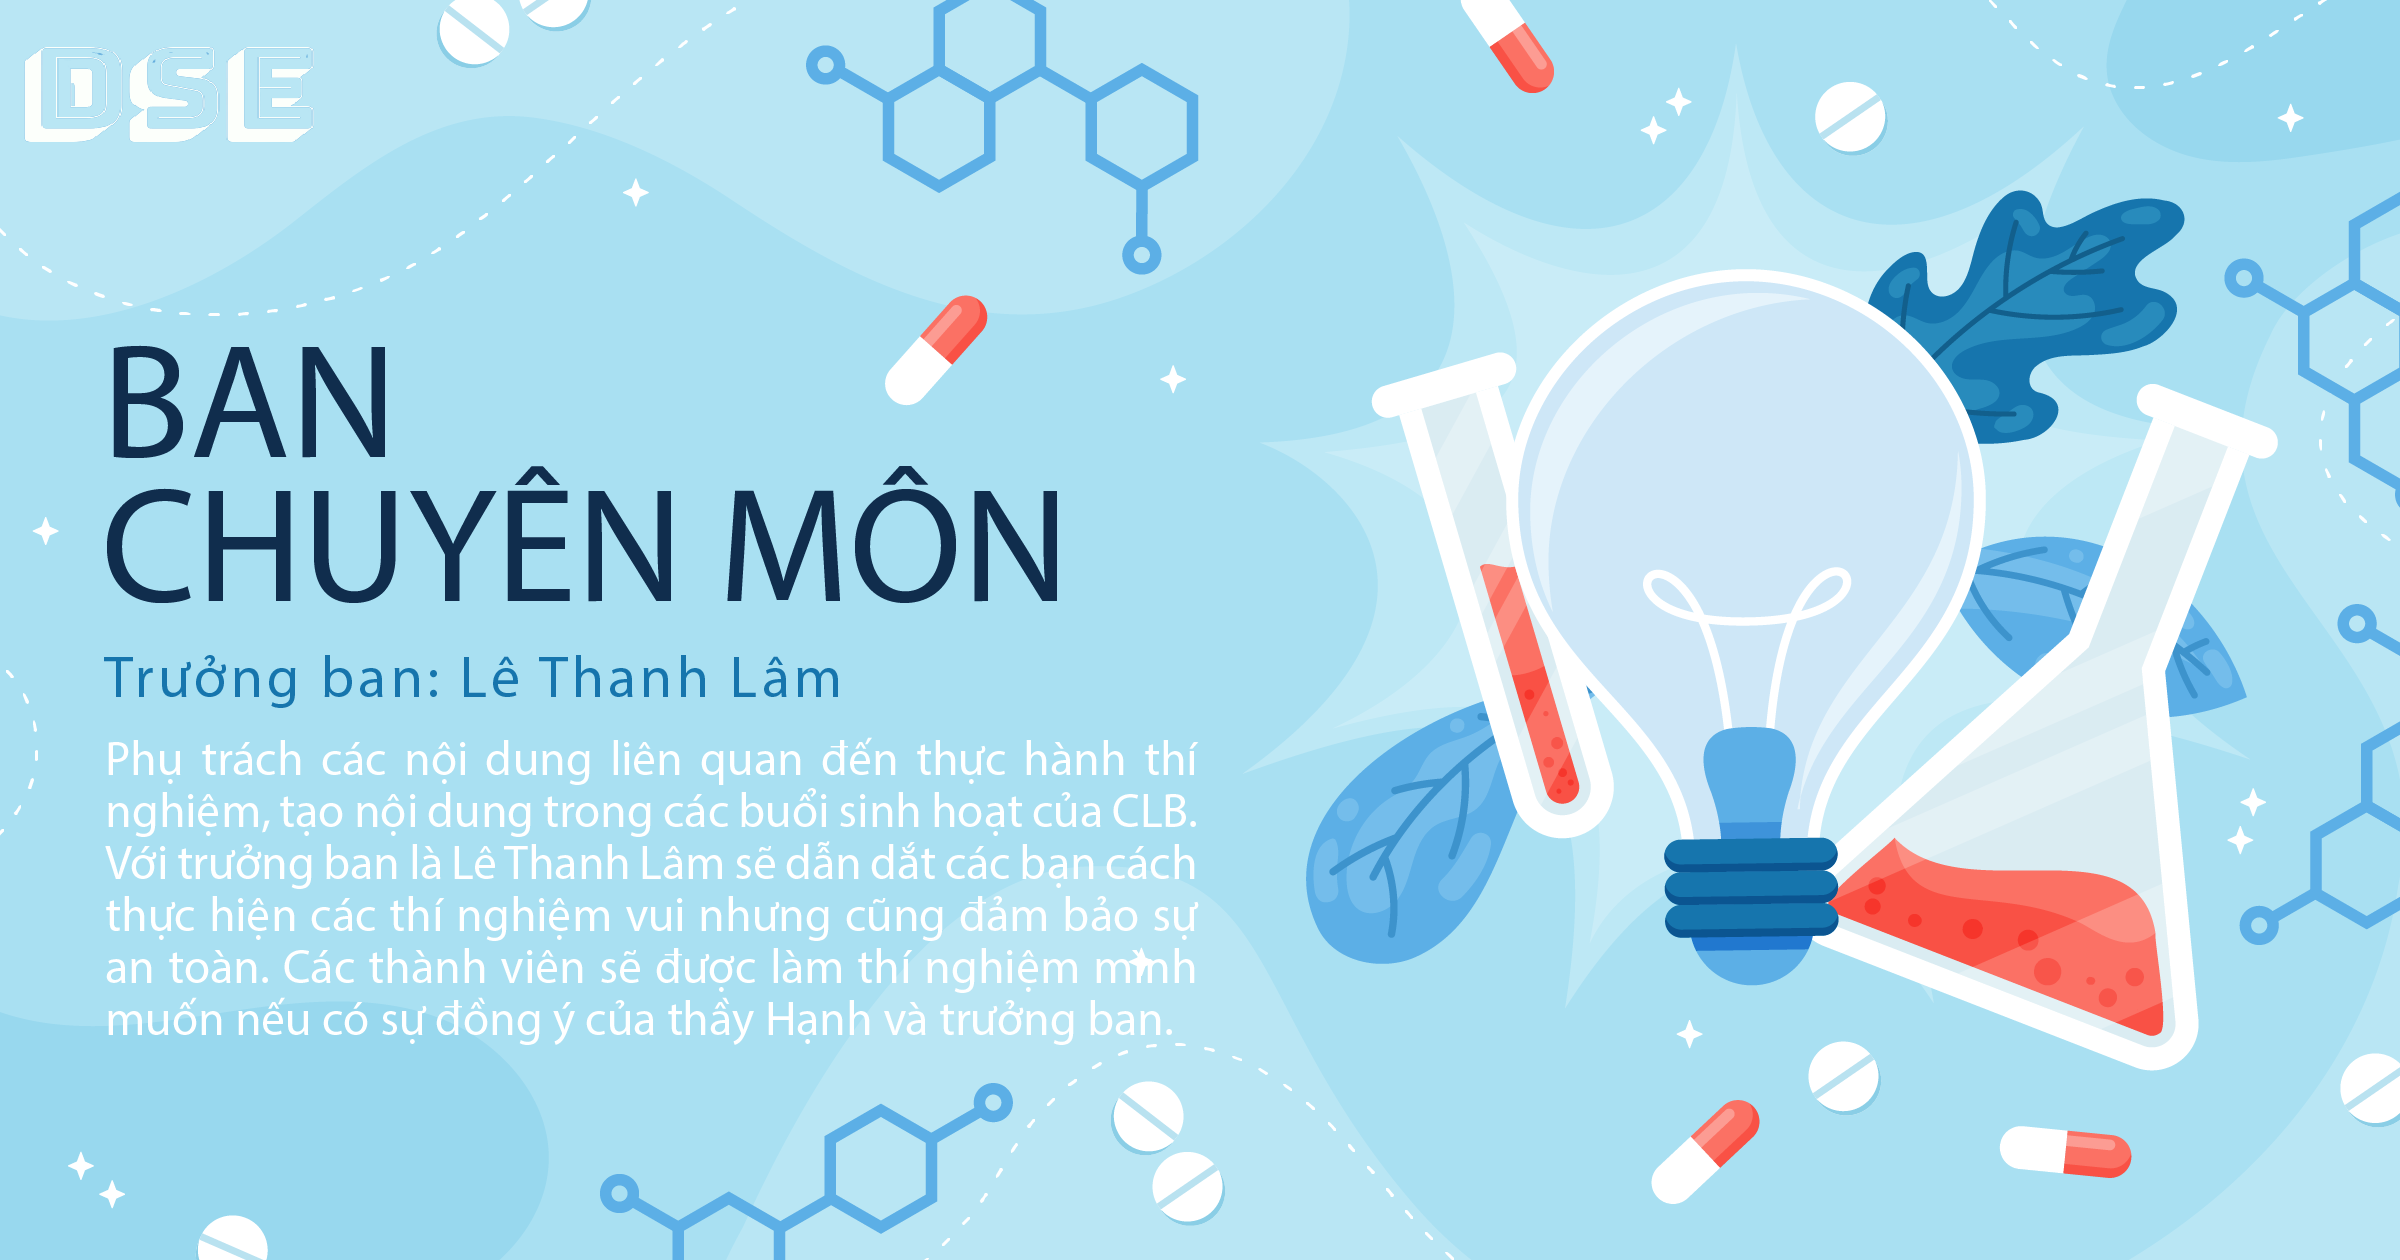 DSE
BAN
CHUYÊN MÔN
Trưởng ban: Lê Thanh Lâm
Phụ trách các nội dung liên quan đến thực hành thí
nghiệm, tạo nội dung trong các buổi sinh hoạt của CLB.
Với trưởng ban là Lê Thanh Lâm sẽ dẫn dắt các bạn cách
thực hiện các thí nghiệm vui nhưng cũng đảm bảo sự
an toàn. Các thành viên sẽ được làm thí nghiệm mình
muốn nếu có sự đồng ý của thầy Hạnh và trưởng ban.